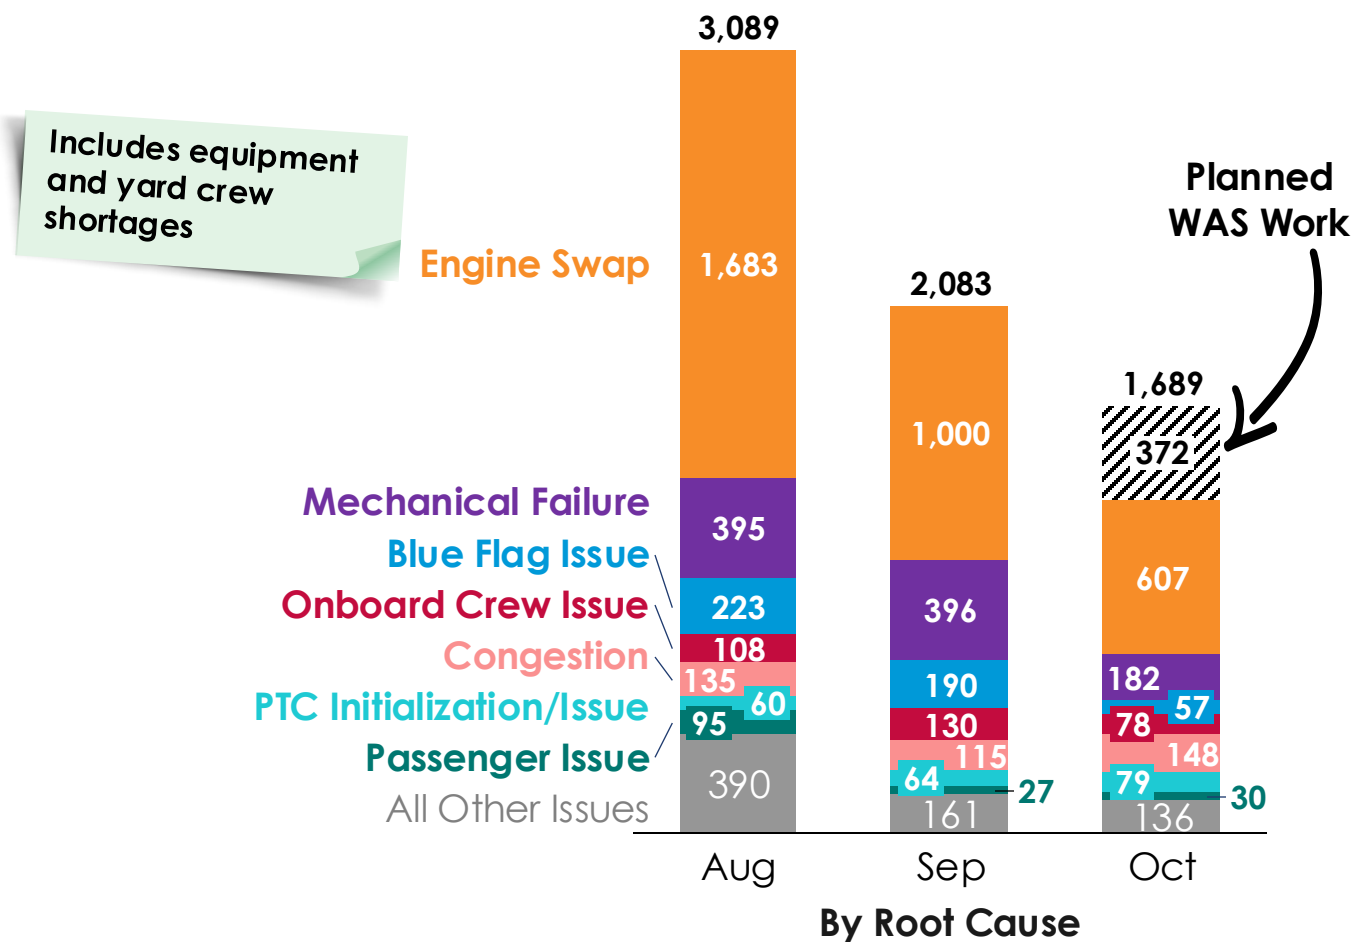 3,089
Includes equipment
and yard crew
shortages
Planned
WAS Work
Engine Swap
1,683
2,083
1,689
1,000
372
Mechanical Failure
395
Blue Flag Issue
607
Onboard Crew Issue
223
396
Congestion
108
135
190
182
57
PTC Initialization/Issue
60
95
130
78
Passenger Issue
115
148
All Other Issues
390
64
27
79
30
161
136
Aug
Sep
Oct
By Root Cause